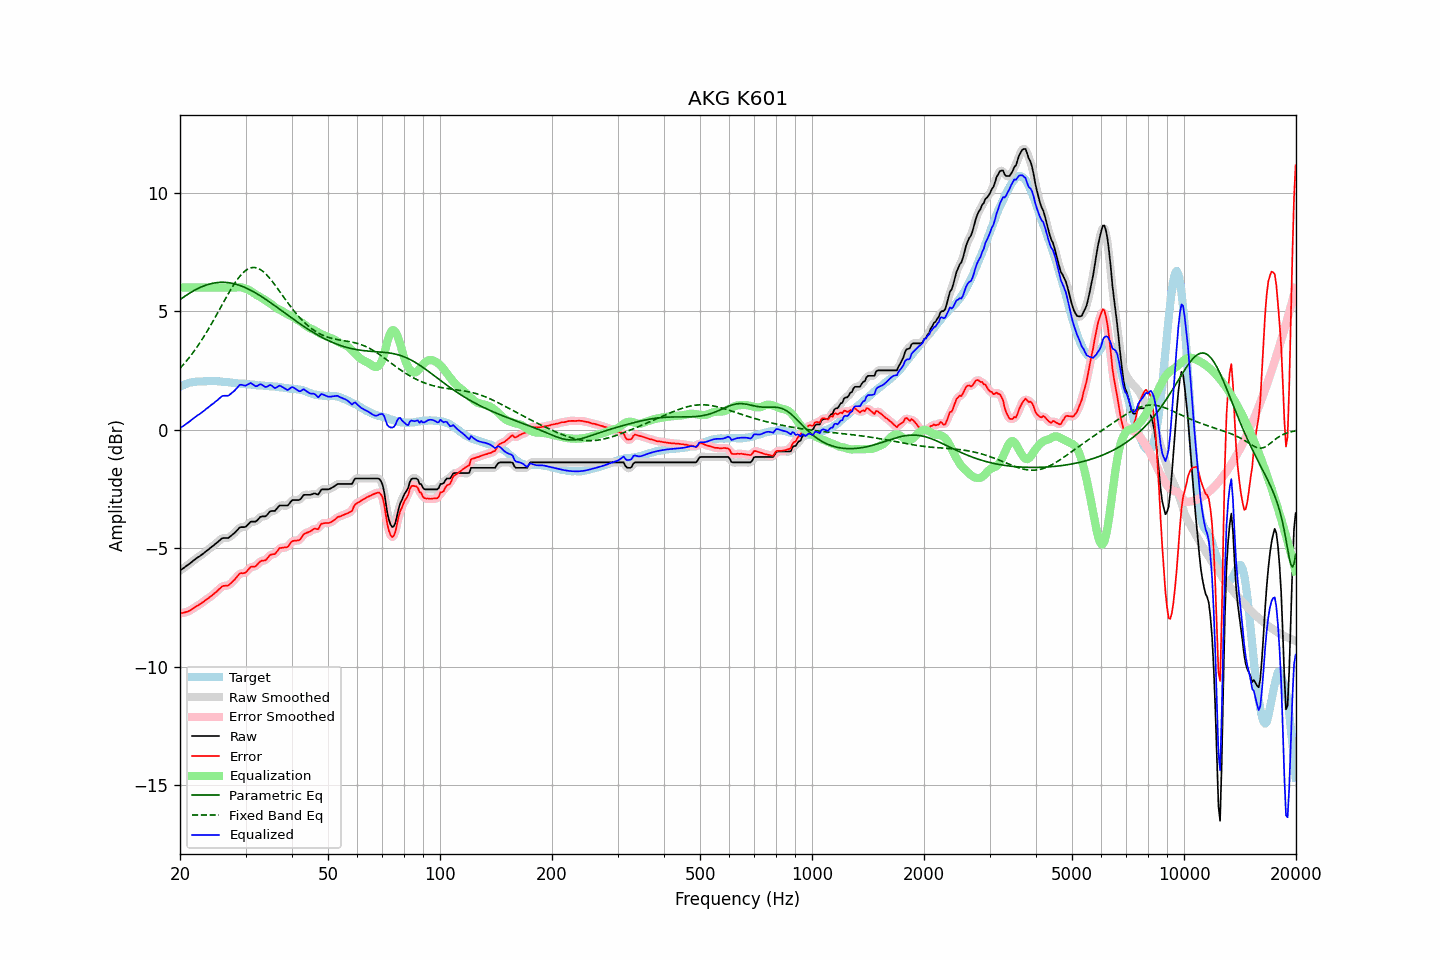 AKG K601
Amplitude (dBr)
10
5
0
−5
−10
−15
Target
Raw Smoothed
Error Smoothed
Raw
Error
Equalization
Parametric Eq
Fixed Band Eq
Equalized
20 50 100 200 500 1000 2000 5000 10000 20000
Frequency (Hz)